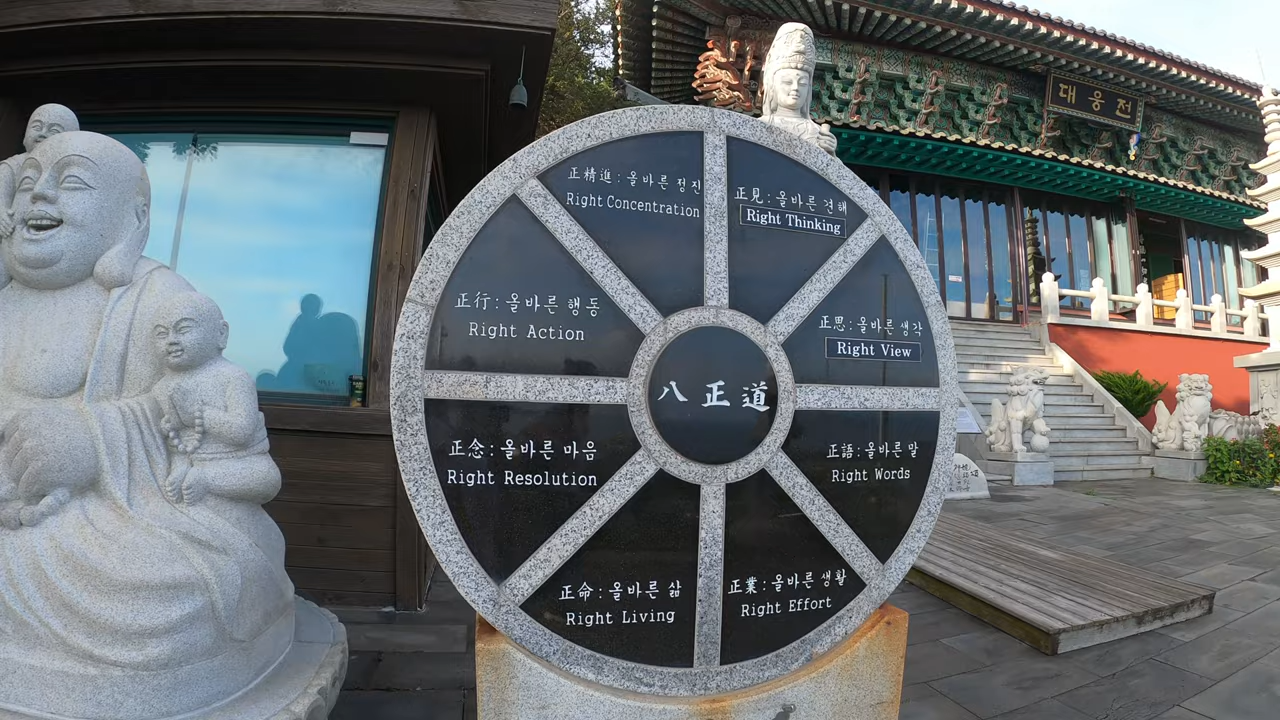 대웅전
正見:올바른 견해
Right Thinking
正思:올바른 생각
Right View
正語:올바른 말
Right Words
正業:올바른 생활
Right Effort
正命:올바른 삶
Right Living
正念:올바른 마음
Right Resolution
正行:올바른 행동
Right Action
正精進:올바른 정진
Right Concentration
八正道